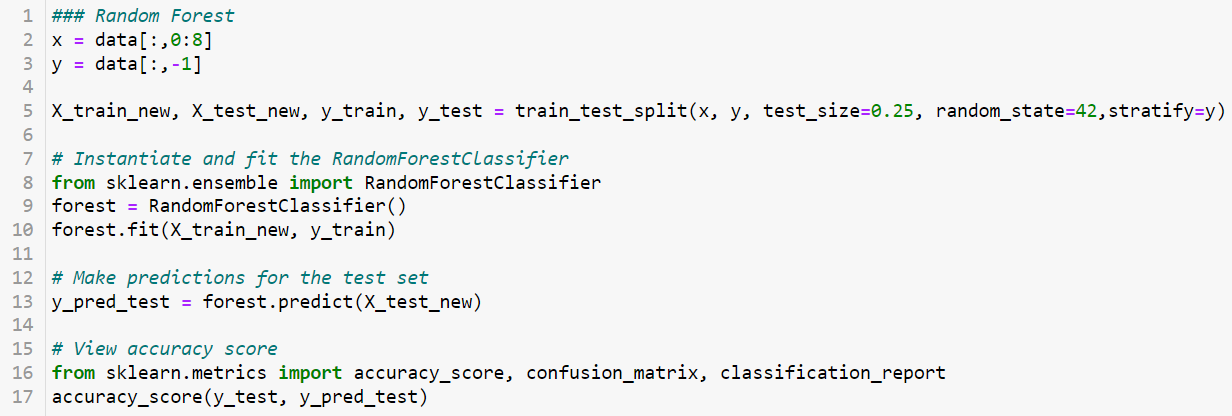 1 ### Random Forest
2 x = data[:,0:8]
3 y = data[:,-1]
4
5 X_train_new, X_test_new, y_train, y_test = train_test_split(x, y, test_size=0.25, random_state=42,stratify=y)
6
7 # Instantiate and fit the RandomForestClassifier
8 from sklearn.ensemble import RandomForestClassifier
9 forest = RandomForestClassifier()
10 forest.fit(X_train_new, y_train)
11
12 # Make predictions for the test set
13 y_pred_test = forest.predict(X_test_new)
14
15 # View accuracy score
16 from sklearn.metrics import accuracy_score, confusion_matrix, classification_report
17 accuracy_score(y_test, y_pred_test)